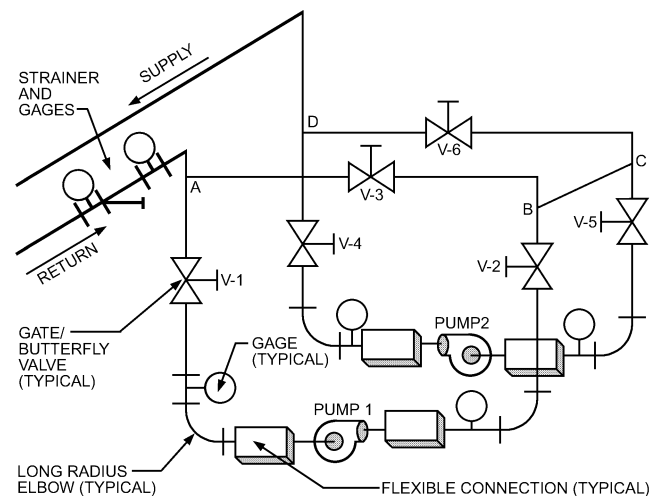 SUPPLY
STRAINER
AND
GAGES
D
V-6
C
A
V-3
B
V-5
RETURN
V-4
V-2
V-1
GATE/
BUTTERFLY
VALVE
(TYPICAL)
GAGE
(TYPICAL)
PUMP2
PUMP 1
LONG RADIUS
ELBOW (TYPICAL)
FLEXIBLE CONNECTION (TYPICAL)